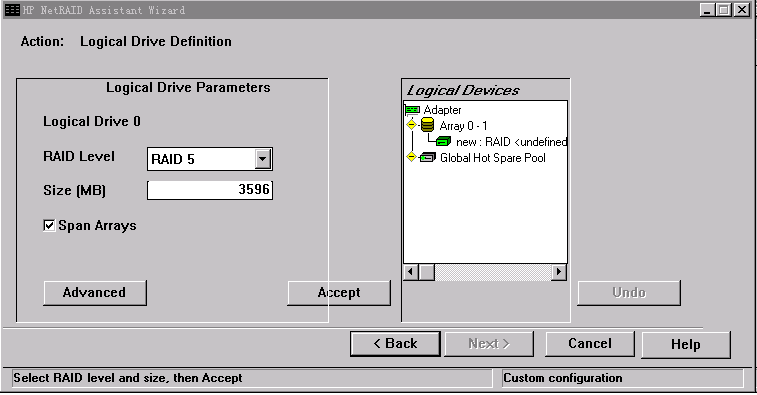 HP NetRAID Assistant Wizard
Action: Logical Drive Definition
Logical Drive Parameters
Logical Drive 0
RAID Level RAID 5
Size (MB) 3596
Span Arrays
Advanced
Accept
Logical Devices
Adapter
Array 0 - 1
new : RAID <undefined
Global Hot Spare Pool
Undo
< Back
Next >
Cancel
Help
Select RAID level and size, then Accept
Custom configuration